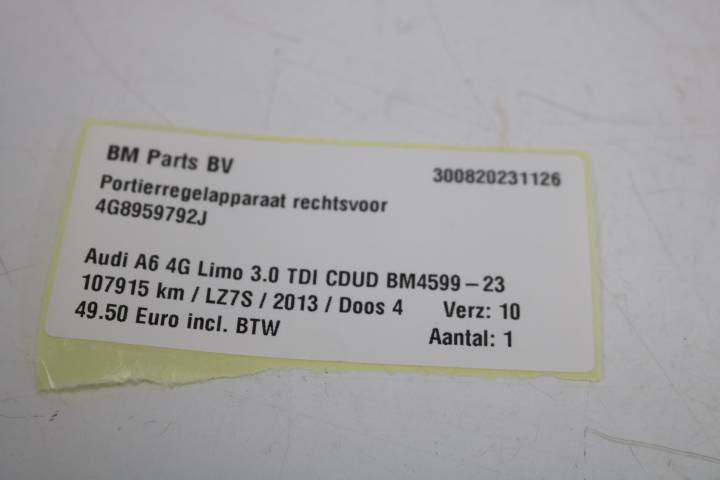 BM Parts BV 300820231126
Portierregelapparaat rechtsvoor
4G8959792J
Audi A6 4G Limo 3.0 TDI CDUD BM4599-23
107915 km / LZ7S / 2013 / Doos 4 Verz: 10
49.50 Euro incl. BTW Aantal: 1